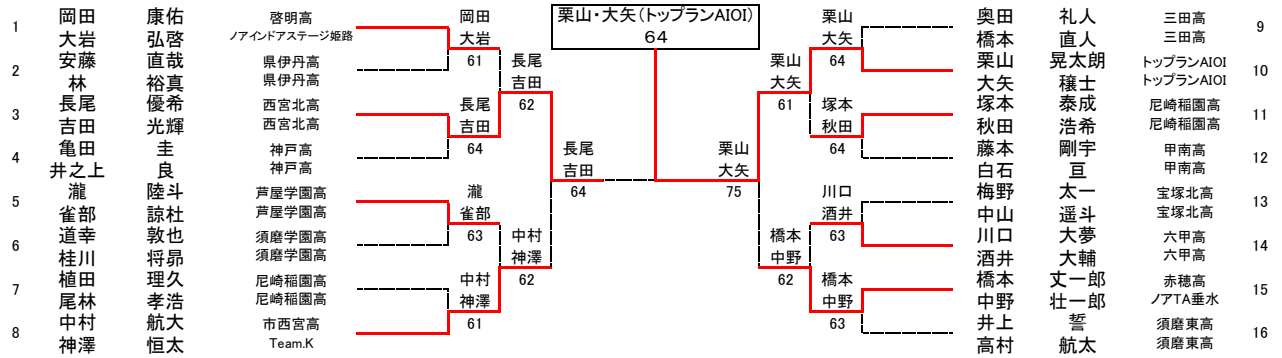 1 岡田 康佑 啓明高
大岩 弘啓 ノアインドアステージ姫路
2 安藤 直哉 県伊丹高
林 裕真 県伊丹高
3 長尾 優希 西宮北高
吉田 光輝 西宮北高
4 亀田 圭 神戸高
井之上 良 神戸高
5 瀧 陸斗 芦屋学園高
雀部 諒杜 芦屋学園高
6 道幸 敦也 須磨学園高
桂川 将昴 須磨学園高
7 植田 理久 尼崎稲園高
尾林 孝浩 尼崎稲園高
8 中村 航大 市西宮高
神澤 恒太 Team.K
岡田
大岩
61
長尾
吉田
64
瀧
雀部
63
中村
神澤
61
長尾
吉田
62
中村
神澤
62
長尾
吉田
64
栗山・大矢(トップランAIOI)
64
栗山
大矢
75
栗山
大矢
61
橋本
中野
62
栗山
大矢
64
塚本
秋田
64
川口
酒井
63
橋本
中野
63
奥田 礼人 三田高 9
橋本 直人 三田高
栗山 晃太朗 トップランAIOI 10
大矢 穣士 トップランAIOI
塚本 泰成 尼崎稲園高 11
秋田 浩希 尼崎稲園高
藤本 剛宇 甲南高 12
白石 亘 甲南高
梅野 太一 宝塚北高 13
中山 遥斗 宝塚北高
川口 大夢 六甲高 14
酒井 大輔 六甲高
橋本 丈一郎 赤穂高 15
中野 壮一郎 ノアTA垂水
井上 誓 須磨東高 16
高村 航太 須磨東高